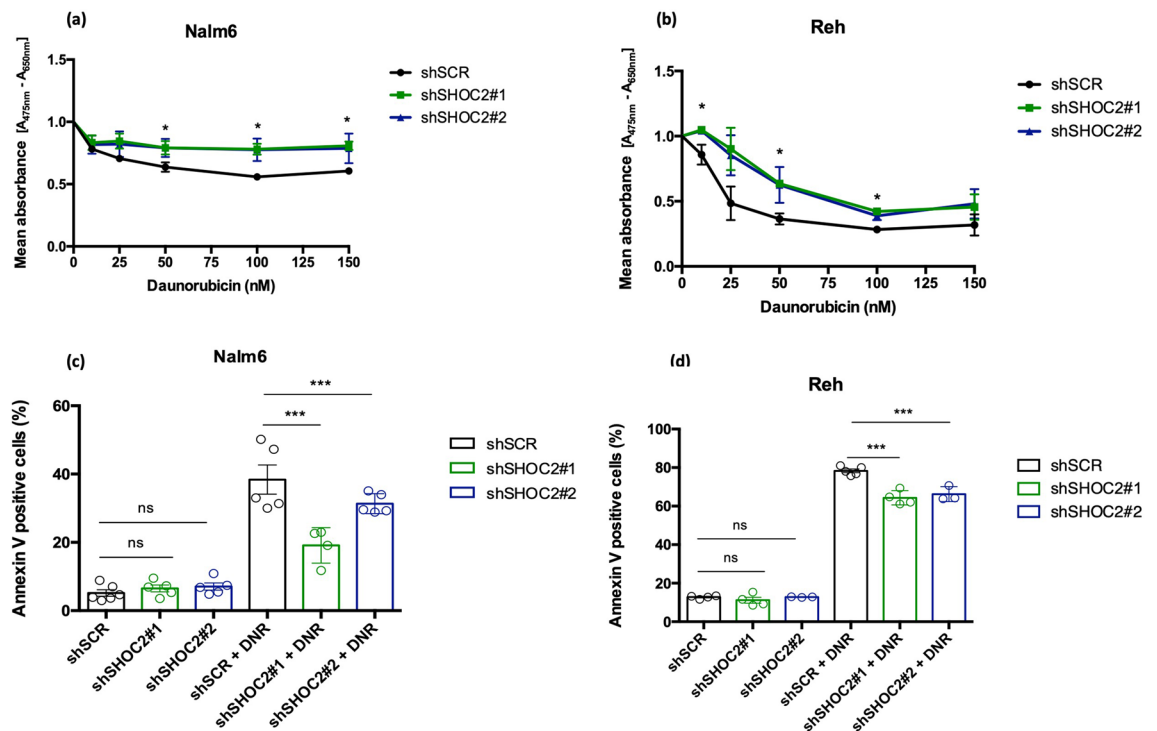 (a)
Nalm6
Mean absorbance [A475nm - A650nm]
1.5
1.0
0.5
0.0
* * *
0 25 50 75 100 125 150
Daunorubicin (nM)
shSCR
shSHOC2#1
shSHOC2#2
(b)
Reh
Mean absorbance [A475nm - A650nm]
1.5
1.0
0.5
0.0
* * *
0 25 50 75 100 125 150
Daunorubicin (nM)
shSCR
shSHOC2#1
shSHOC2#2
(c)
Nalm6
Annexin V positive cells (%)
60
40
20
0
***
***
ns
ns
shSCR
shSHOC2#1
shSHOC2#2
shSCR + DNR
shSHOC2#1 + DNR
shSHOC2#2 + DNR
shSCR
shSHOC2#1
shSHOC2#2
(d)
Reh
Annexin V positive cells (%)
100
80
60
40
20
0
***
***
ns
ns
shSCR
shSHOC2#1
shSHOC2#2
shSCR + DNR
shSHOC2#1 + DNR
shSHOC2#2 + DNR
shSCR
shSHOC2#1
shSHOC2#2